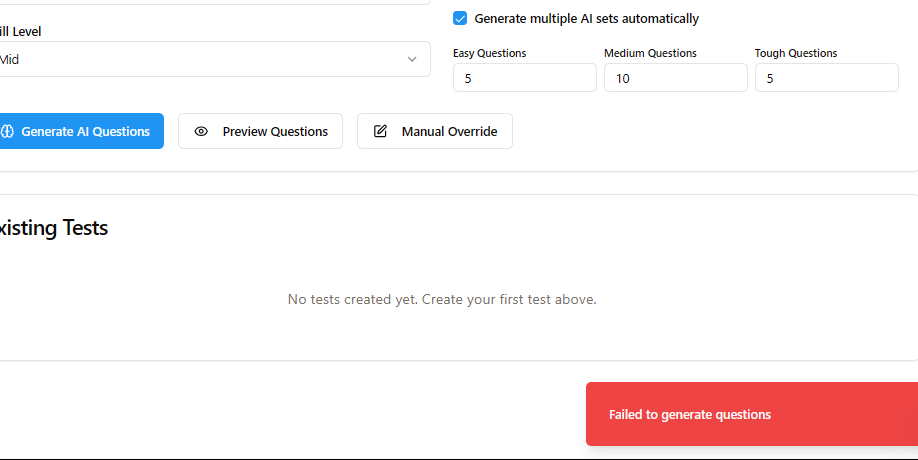 Generate multiple AI sets automatically
ill Level
Mid
Easy Questions Medium Questions Tough Questions
5 10 5
Generate AI Questions Preview Questions Manual Override
xisting Tests
No tests created yet. Create your first test above.
Failed to generate questions